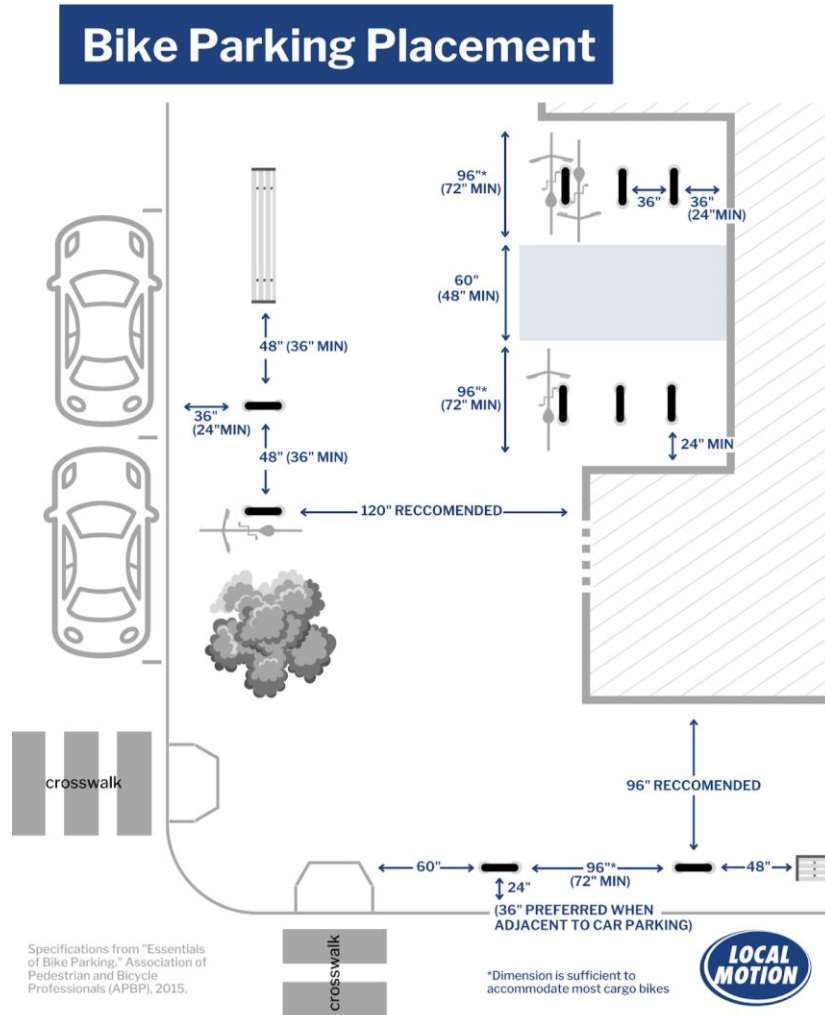 Bike Parking Placement
96"*
(72" MIN)
36"
36"
(24"MIN)
60"
(48" MIN)
48" (36" MIN)
96"*
(72" MIN)
36"
(24"MIN)
24" MIN
48" (36" MIN)
120" RECCOMENDED
crosswalk
96" RECCOMENDED
60"
96"*
(72" MIN)
48"
24"
(36" PREFERRED WHEN
ADJACENT TO CAR PARKING)
crosswalk
Specifications from "Essentials
of Bike Parking." Association of
Pedestrian and Bicycle
Professionals (APBP), 2015.
*Dimension is sufficient to
accommodate most cargo bikes
LOCAL
MOTION